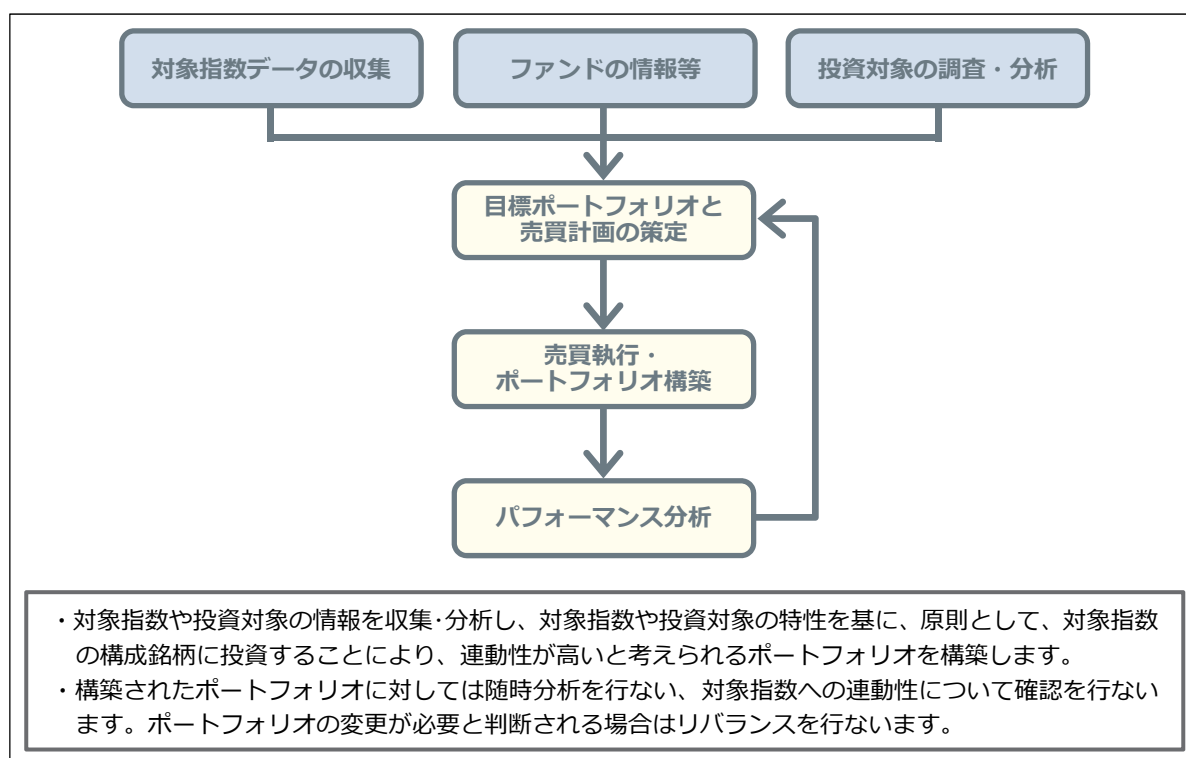 対象指数データの収集
ファンドの情報等
投資対象の調査・分析
目標ポートフォリオと
売買計画の策定
売買執行・
ポートフォリオ構築
パフォーマンス分析
・対象指数や投資対象の情報を収集･分析し、対象指数や投資対象の特性を基に、原則として、対象指数
の構成銘柄に投資することにより、連動性が高いと考えられるポートフォリオを構築します。
・構築されたポートフォリオに対しては随時分析を行ない、対象指数への連動性について確認を行ない
ます。ポートフォリオの変更が必要と判断される場合はリバランスを行ないます。